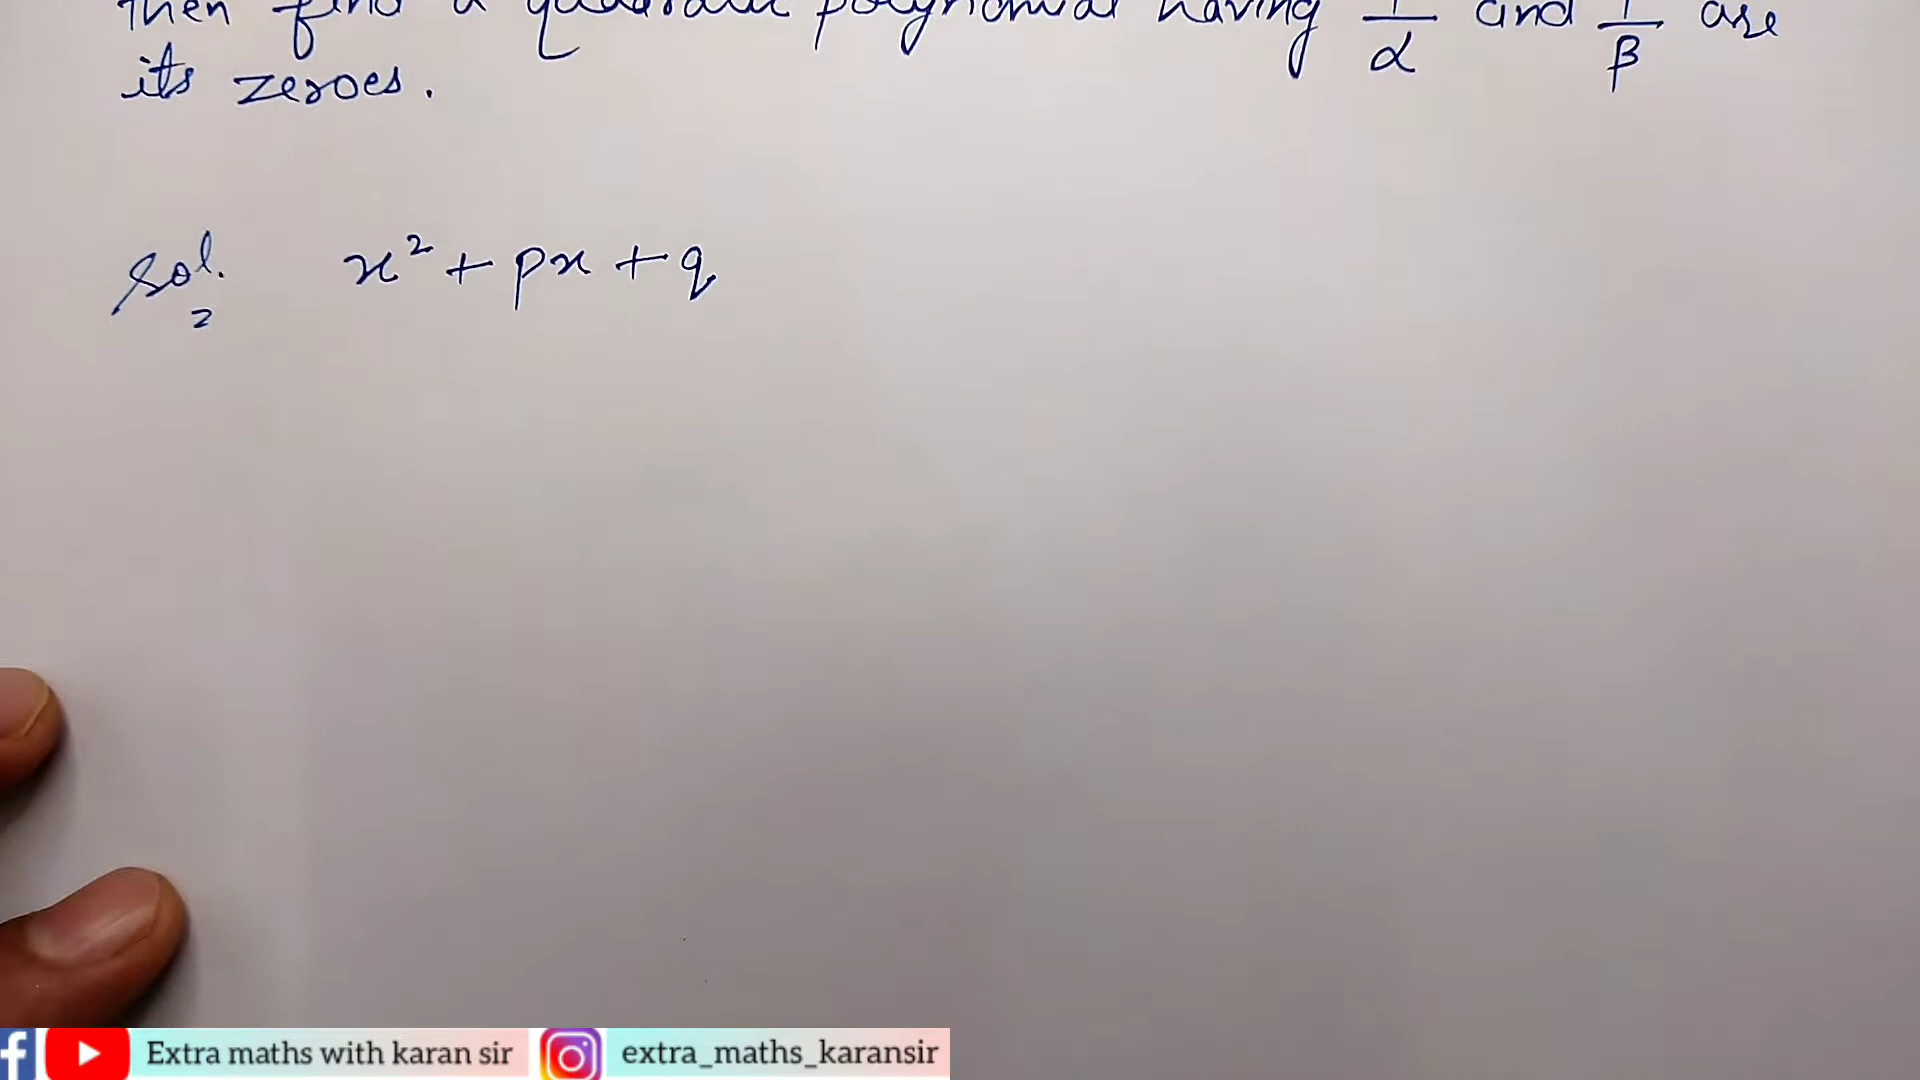 then find a quadratic polynomial having 1/α and 1/β are
its zeroes.
Sol. x² + px + q
Extra maths with karan sir extra_maths_karansir